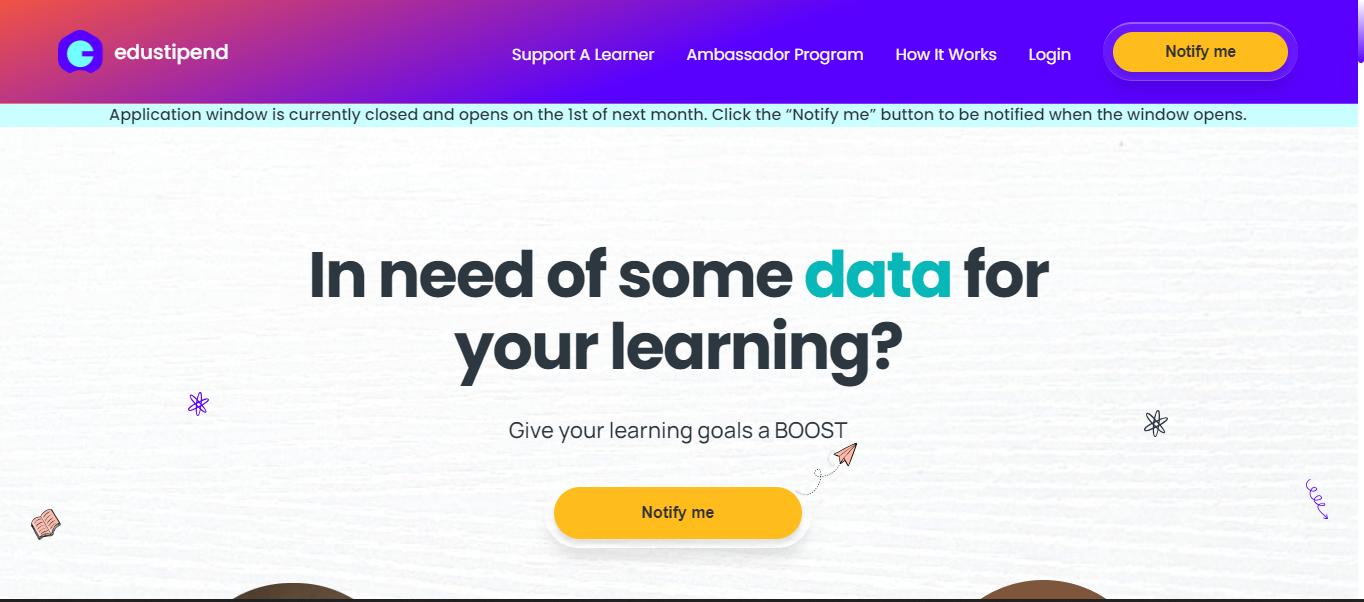 edustipend
Support A Learner
Ambassador Program
How It Works
Login
Notify me
Application window is currently closed and opens on the 1st of next month. Click the “Notify me” button to be notified when the window opens.
In need of some data for
your learning?
Give your learning goals a BOOST
Notify me